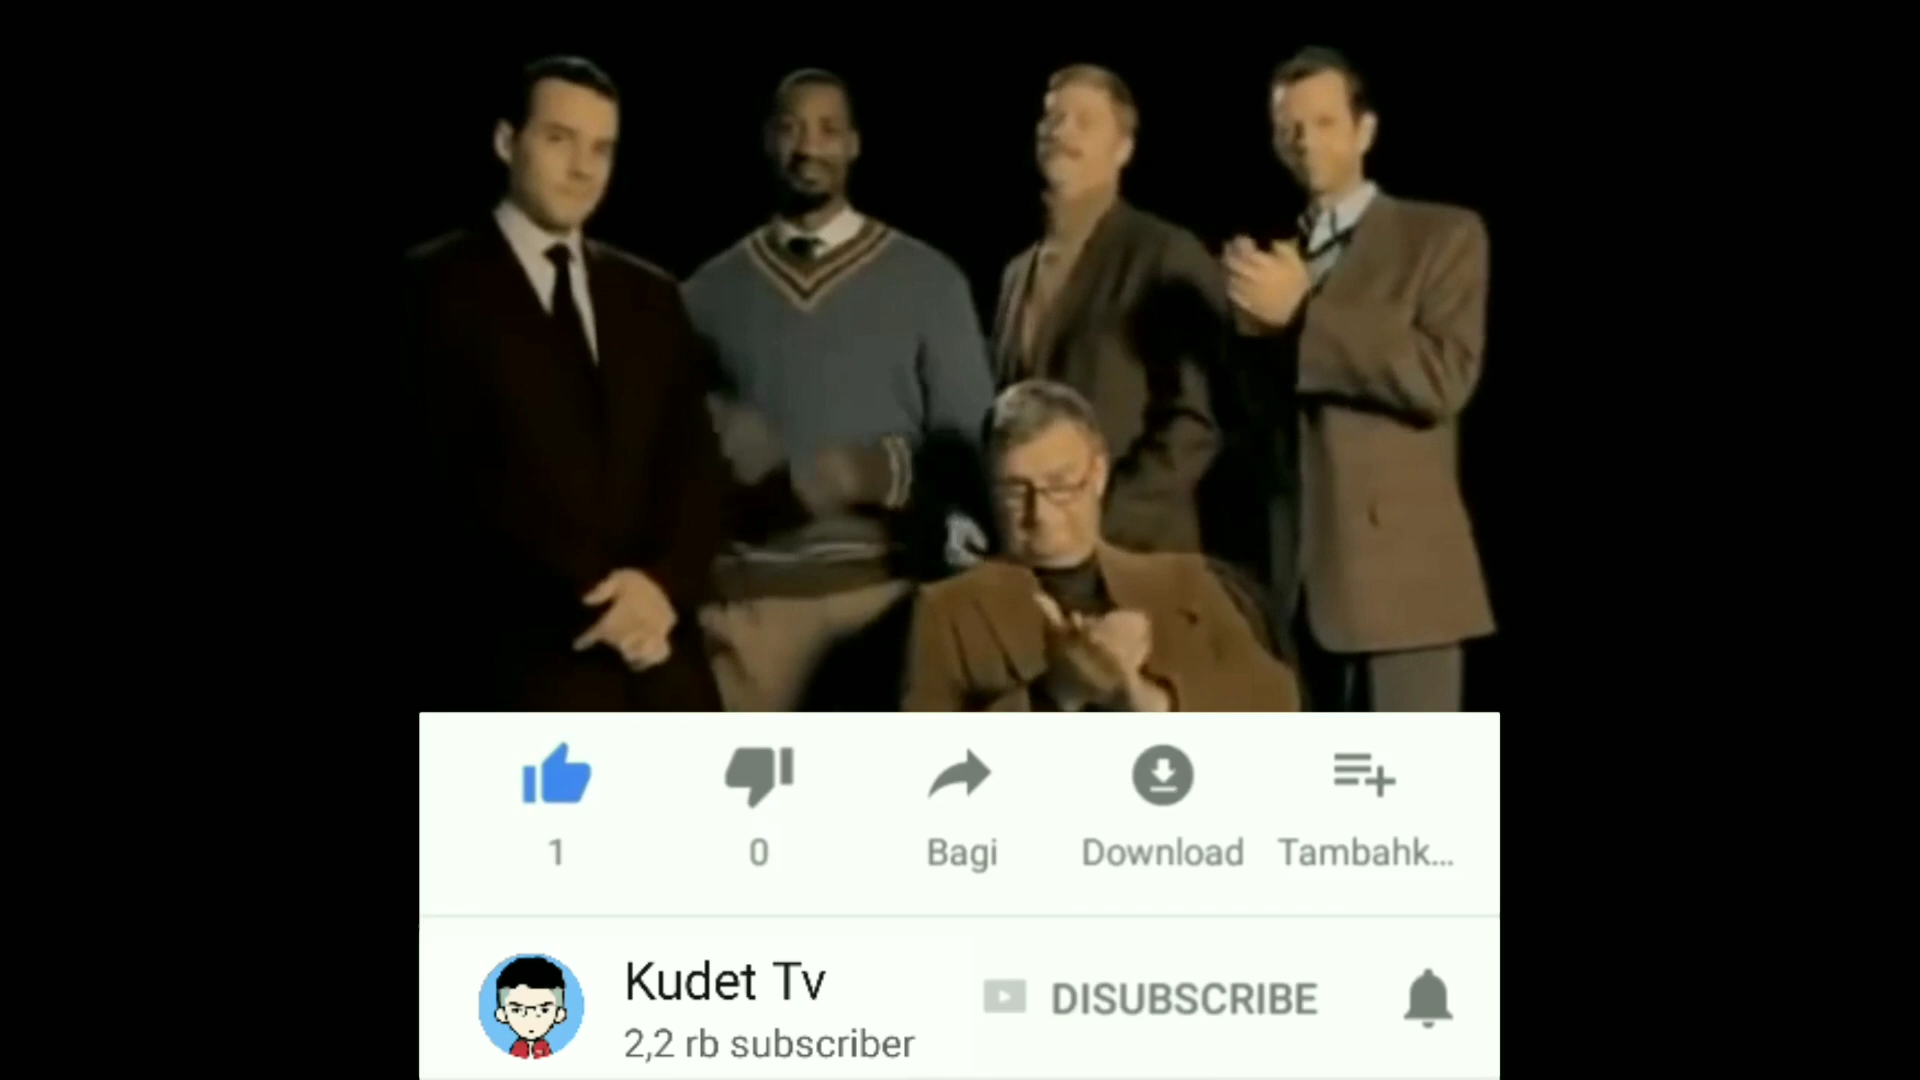 1
0
Bagi
Download
Tambahk...
Kudet Tv
DISUBSCRIBE
2,2 rb subscriber